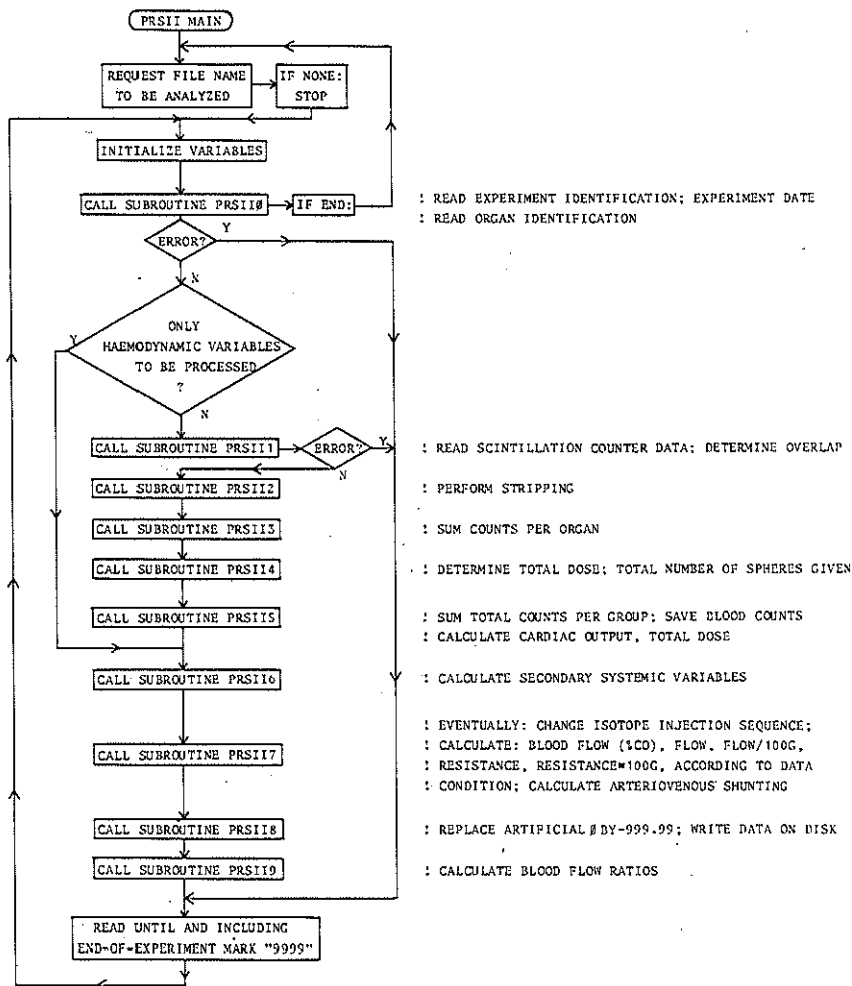 PRSII MAIN
REQUEST FILE NAME
TO BE ANALYZED
IF NONE:
STOP
INITIALIZE VARIABLES
CALL SUBROUTINE PRSIIØ
IF END:
! READ EXPERIMENT IDENTIFICATION; EXPERIMENT DATE
! READ ORGAN IDENTIFICATION
ERROR?
Y
N
ONLY
HAEMODYNAMIC VARIABLES
TO BE PROCESSED
?
Y
N
CALL SUBROUTINE PRSII1
ERROR?
Y
N
! READ SCINTILLATION COUNTER DATA; DETERMINE OVERLAP
CALL SUBROUTINE PRSII2
! PERFORM STRIPPING
CALL SUBROUTINE PRSII3
! SUM COUNTS PER ORGAN
CALL SUBROUTINE PRSII4
! DETERMINE TOTAL DOSE; TOTAL NUMBER OF SPHERES GIVEN
CALL SUBROUTINE PRSII5
! SUM TOTAL COUNTS PER GROUP; SAVE BLOOD COUNTS
! CALCULATE CARDIAC OUTPUT, TOTAL DOSE
CALL SUBROUTINE PRSII6
! CALCULATE SECONDARY SYSTEMIC VARIABLES
CALL SUBROUTINE PRSII7
! EVENTUALLY: CHANGE ISOTOPE INJECTION SEQUENCE;
! CALCULATE: BLOOD FLOW (%CO), FLOW, FLOW/100G,
! RESISTANCE, RESISTANCE*100G, ACCORDING TO DATA
! CONDITION; CALCULATE ARTERIOVENOUS SHUNTING
CALL SUBROUTINE PRSII8
! REPLACE ARTIFICIAL Ø BY-999.99; WRITE DATA ON DISK
CALL SUBROUTINE PRSII9
! CALCULATE BLOOD FLOW RATIOS
READ UNTIL AND INCLUDING
END-OF-EXPERIMENT MARK "9999"